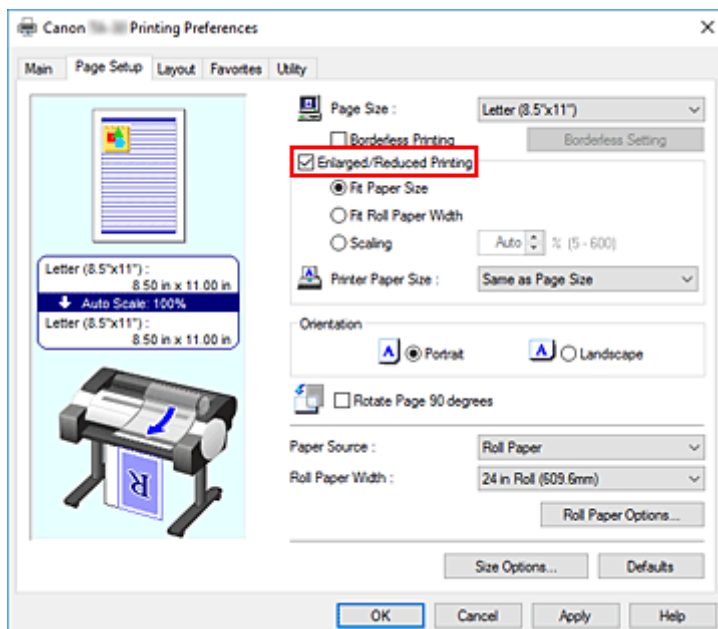 Canon Printing Preferences
Main Page Setup Layout Favorites Utility
Page Size : Letter (8.5"x11")
Borderless Printing Borderless Setting
Enlarged/Reduced Printing
Fit Paper Size
Fit Roll Paper Width
Scaling Auto % (5 - 600)
Printer Paper Size : Same as Page Size
Letter (8.5"x11") :
8.50 in x 11.00 in
Auto Scale: 100%
Letter (8.5"x11") :
8.50 in x 11.00 in
Orientation
A Portrait A Landscape
Rotate Page 90 degrees
R
Paper Source : Roll Paper
Roll Paper Width : 24 in Roll (609.6mm)
Roll Paper Options...
Size Options... Defaults
OK Cancel Apply Help